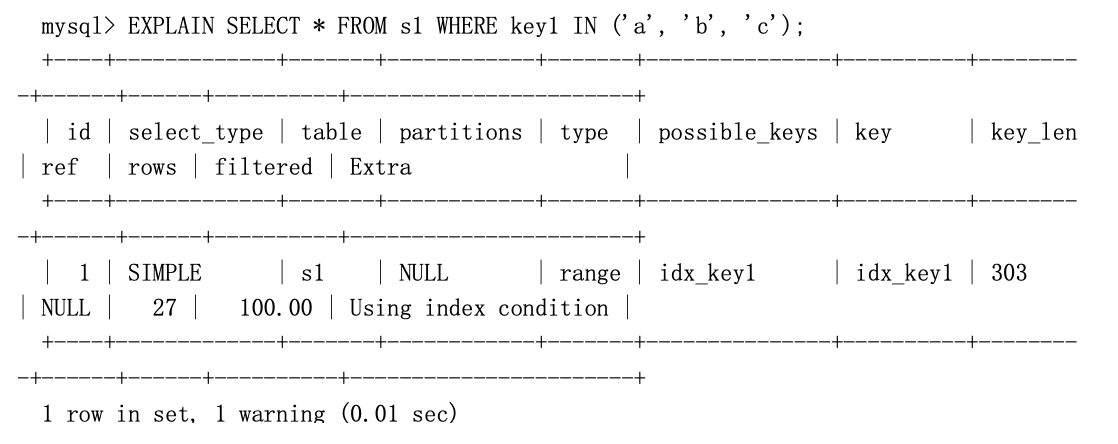 mysql> EXPLAIN SELECT * FROM s1 WHERE key1 IN ('a', 'b', 'c');
+----+-------------+-------+------------+-------+---------------+----------+--------
-+------+------+----------+-----------------------+
| id | select_type | table | partitions | type  | possible_keys | key      | key_len
| ref  | rows | filtered | Extra                 |
+----+-------------+-------+------------+-------+---------------+----------+--------
-+------+------+----------+-----------------------+
|  1 | SIMPLE      | s1    | NULL       | range | idx_key1      | idx_key1 | 303
| NULL |   27 |   100.00 | Using index condition |
+----+-------------+-------+------------+-------+---------------+----------+--------
-+------+------+----------+-----------------------+
1 row in set, 1 warning (0.01 sec)